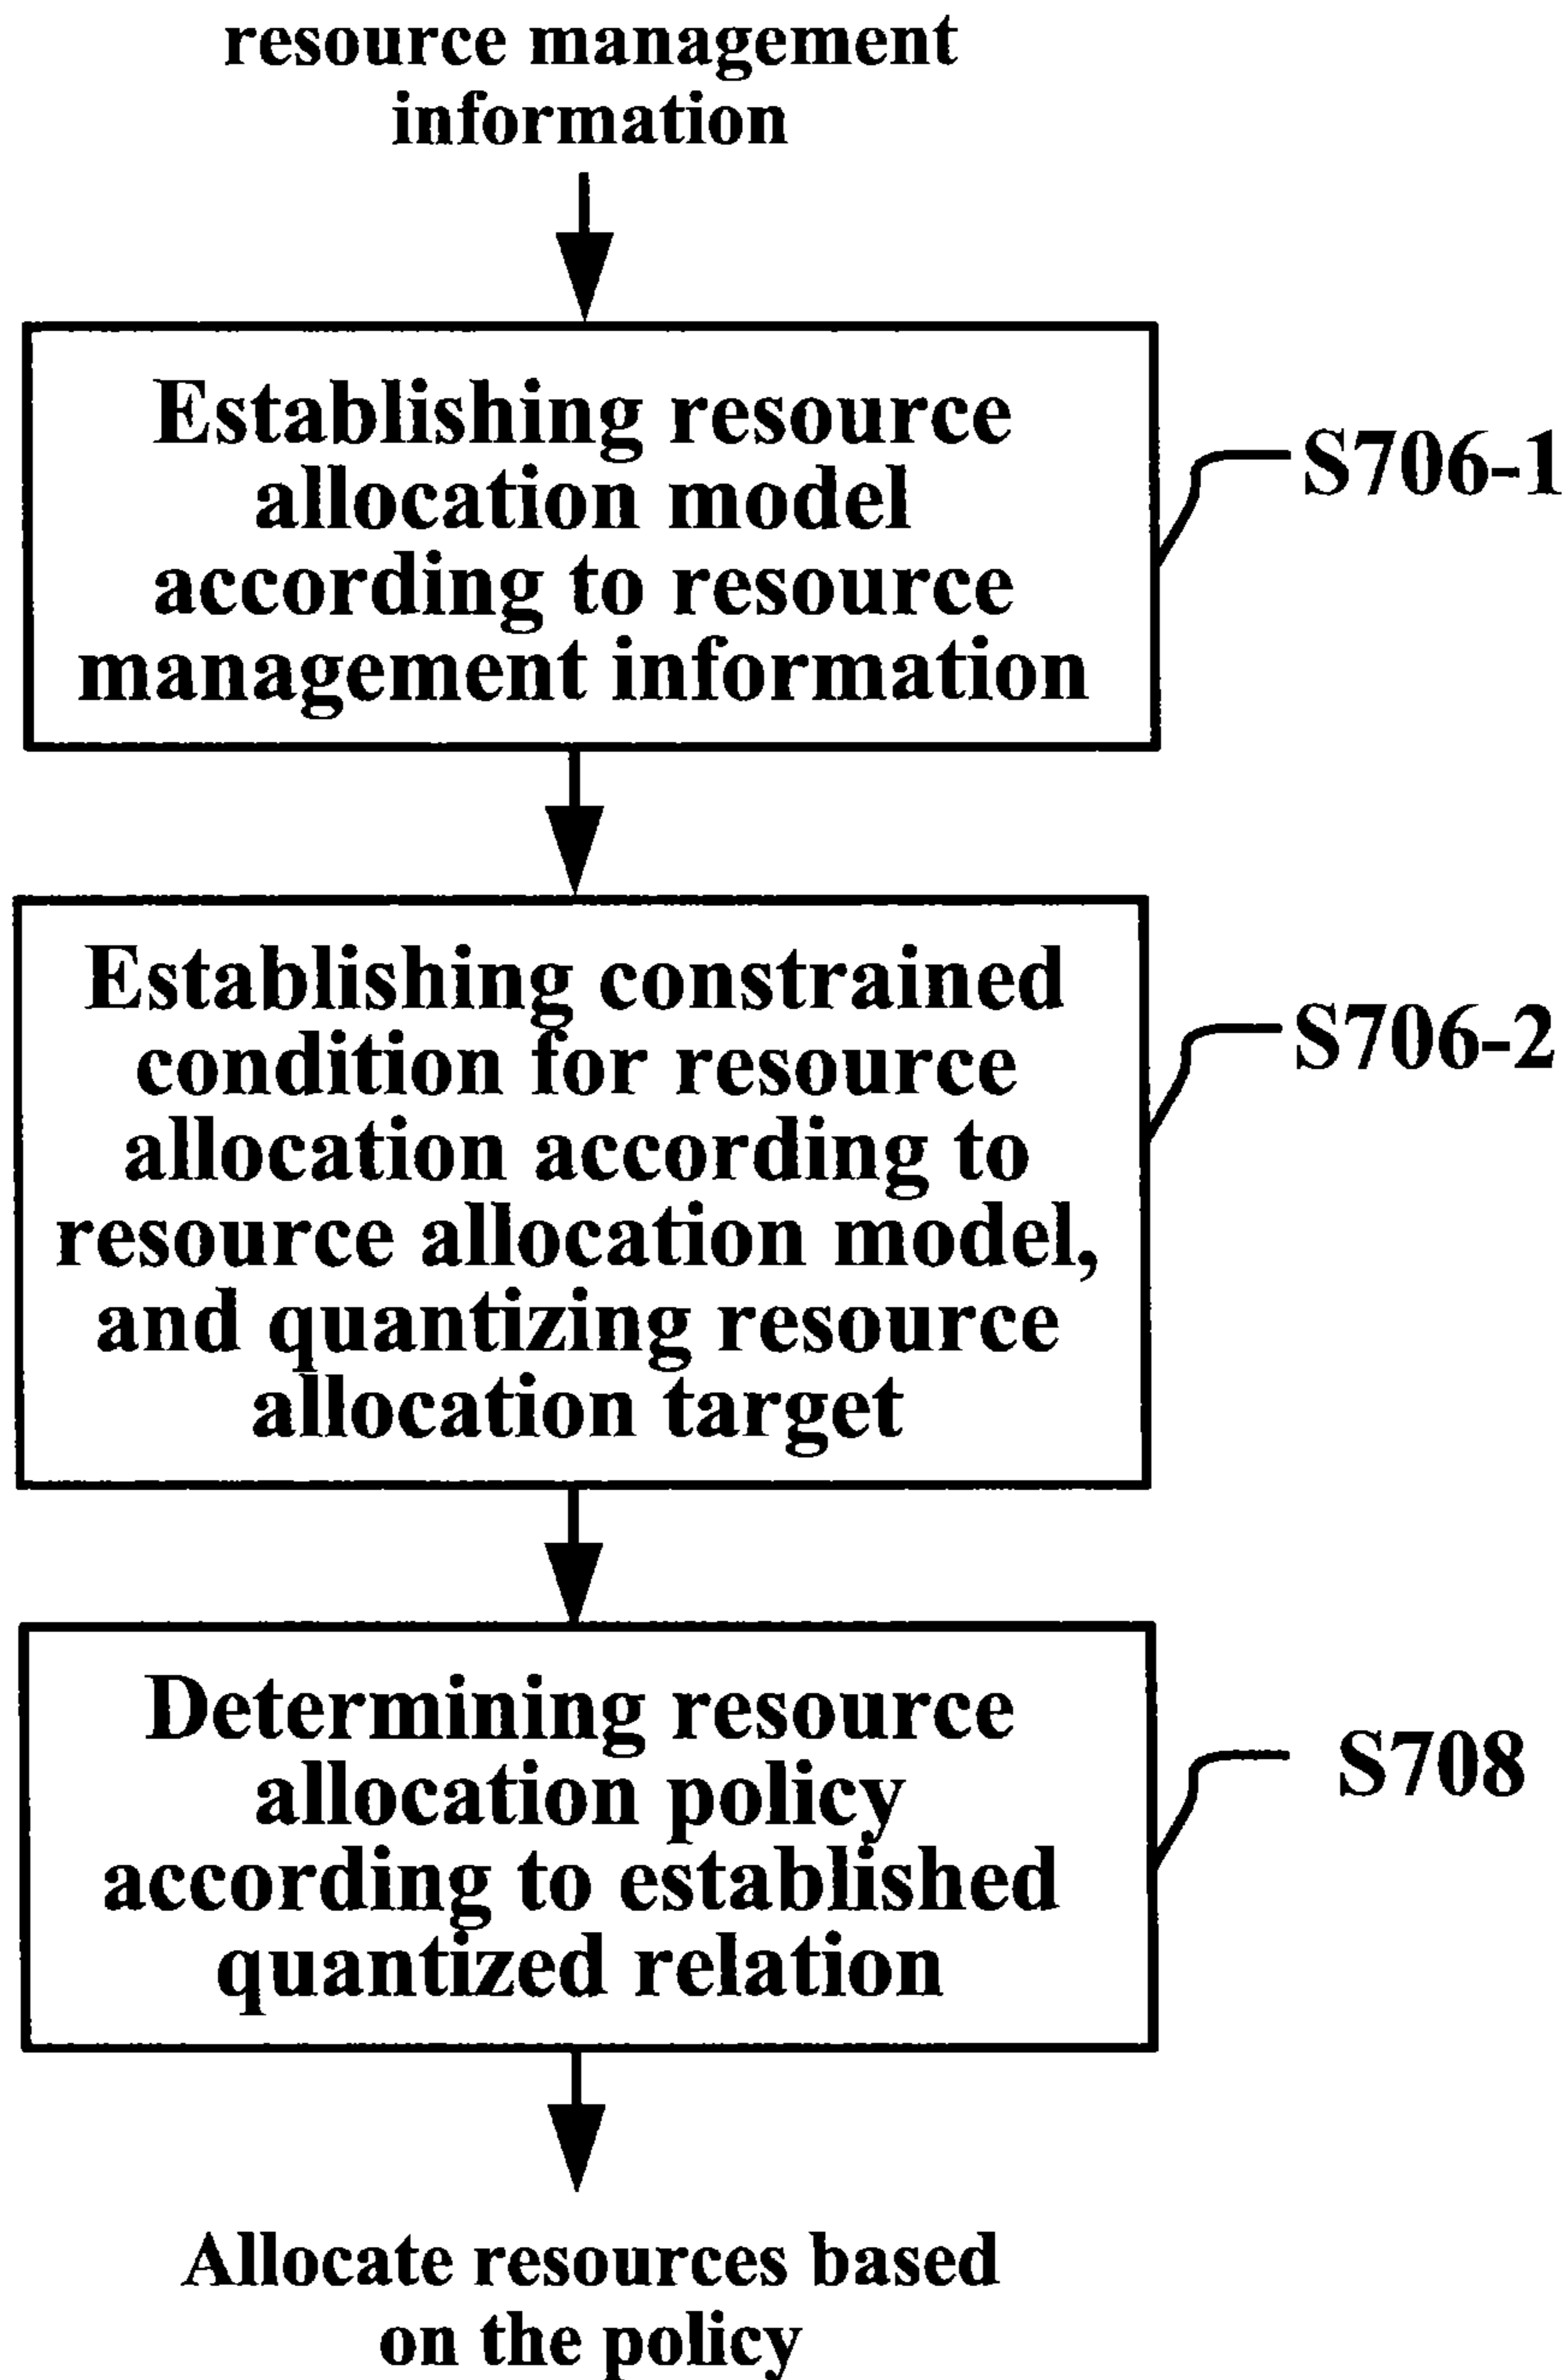 resource management
information
Establishing resource
allocation model
according to resource
management information
S706-1
Establishing constrained
condition for resource
allocation according to
resource allocation model,
and quantizing resource
allocation target
S706-2
Determining resource
allocation policy
according to established
quantized relation
S708
Allocate resources based
on the policy